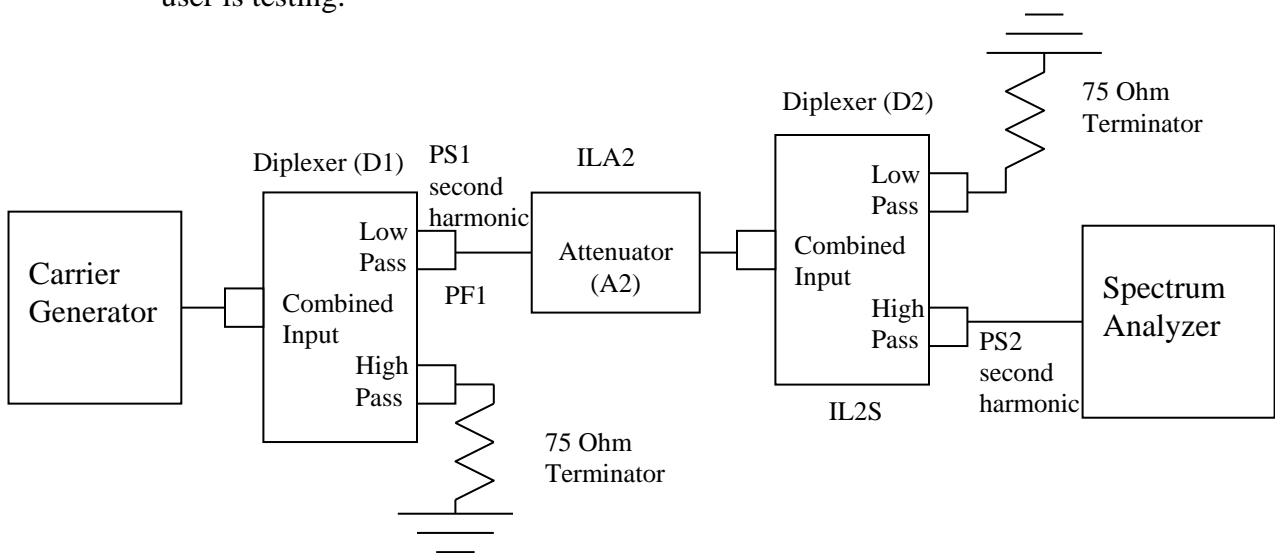 user is testing.
Carrier
Generator
Diplexer (D1)
Combined
Input
Low
Pass
High
Pass
PS1
second
harmonic
PF1
75 Ohm
Terminator
ILA2
Attenuator
(A2)
Diplexer (D2)
Combined
Input
Low
Pass
High
Pass
IL2S
75 Ohm
Terminator
PS2
second
harmonic
Spectrum
Analyzer